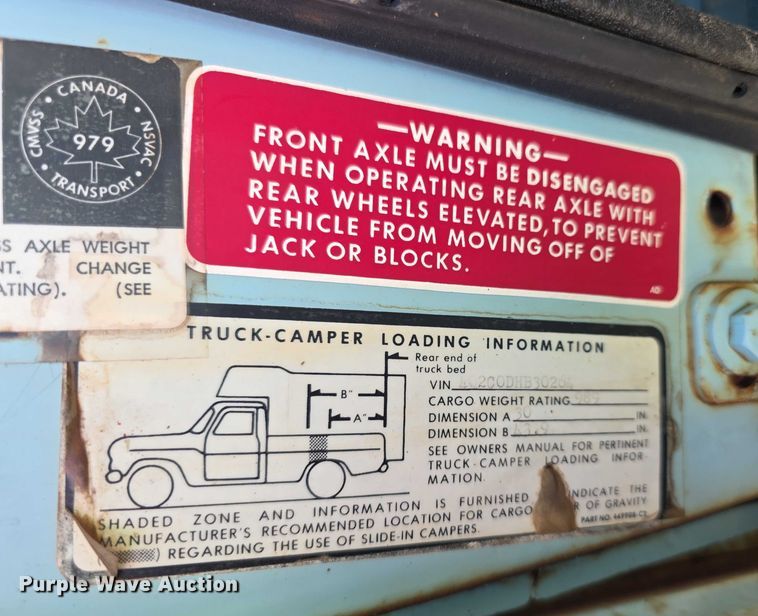 CANADA
CMVSS
NSVAC
979
TRANSPORT
AXLE WEIGHT
CHANGE
(SEE
—WARNING—
FRONT AXLE MUST BE DISENGAGED
WHEN OPERATING REAR AXLE WITH
REAR WHEELS ELEVATED, TO PREVENT
VEHICLE FROM MOVING OFF OF
JACK OR BLOCKS.
TRUCK-CAMPER LOADING INFORMATION
Rear end of
truck bed
B"
A"
VIN
CARGO WEIGHT RATING
DIMENSION A 30 IN.
DIMENSION B IN.
SEE OWNERS MANUAL FOR PERTINENT
TRUCK-CAMPER LOADING INFOR-
MATION.
SHADED ZONE AND INFORMATION IS FURNISHED INDICATE THE
MANUFACTURER'S RECOMMENDED LOCATION FOR CARGO OF GRAVITY
) REGARDING THE USE OF SLIDE-IN CAMPERS.
PART NO.
Purple Wave Auction